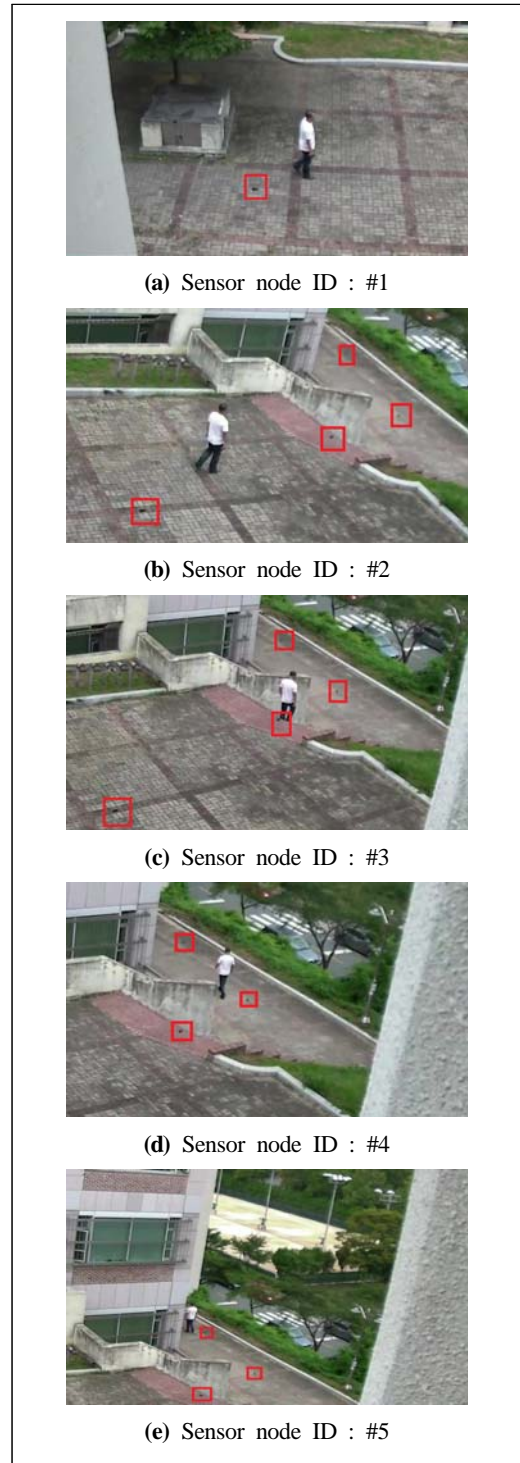 (a) Sensor node ID : #1
(b) Sensor node ID : #2
(c) Sensor node ID : #3
(d) Sensor node ID : #4
(e) Sensor node ID : #5